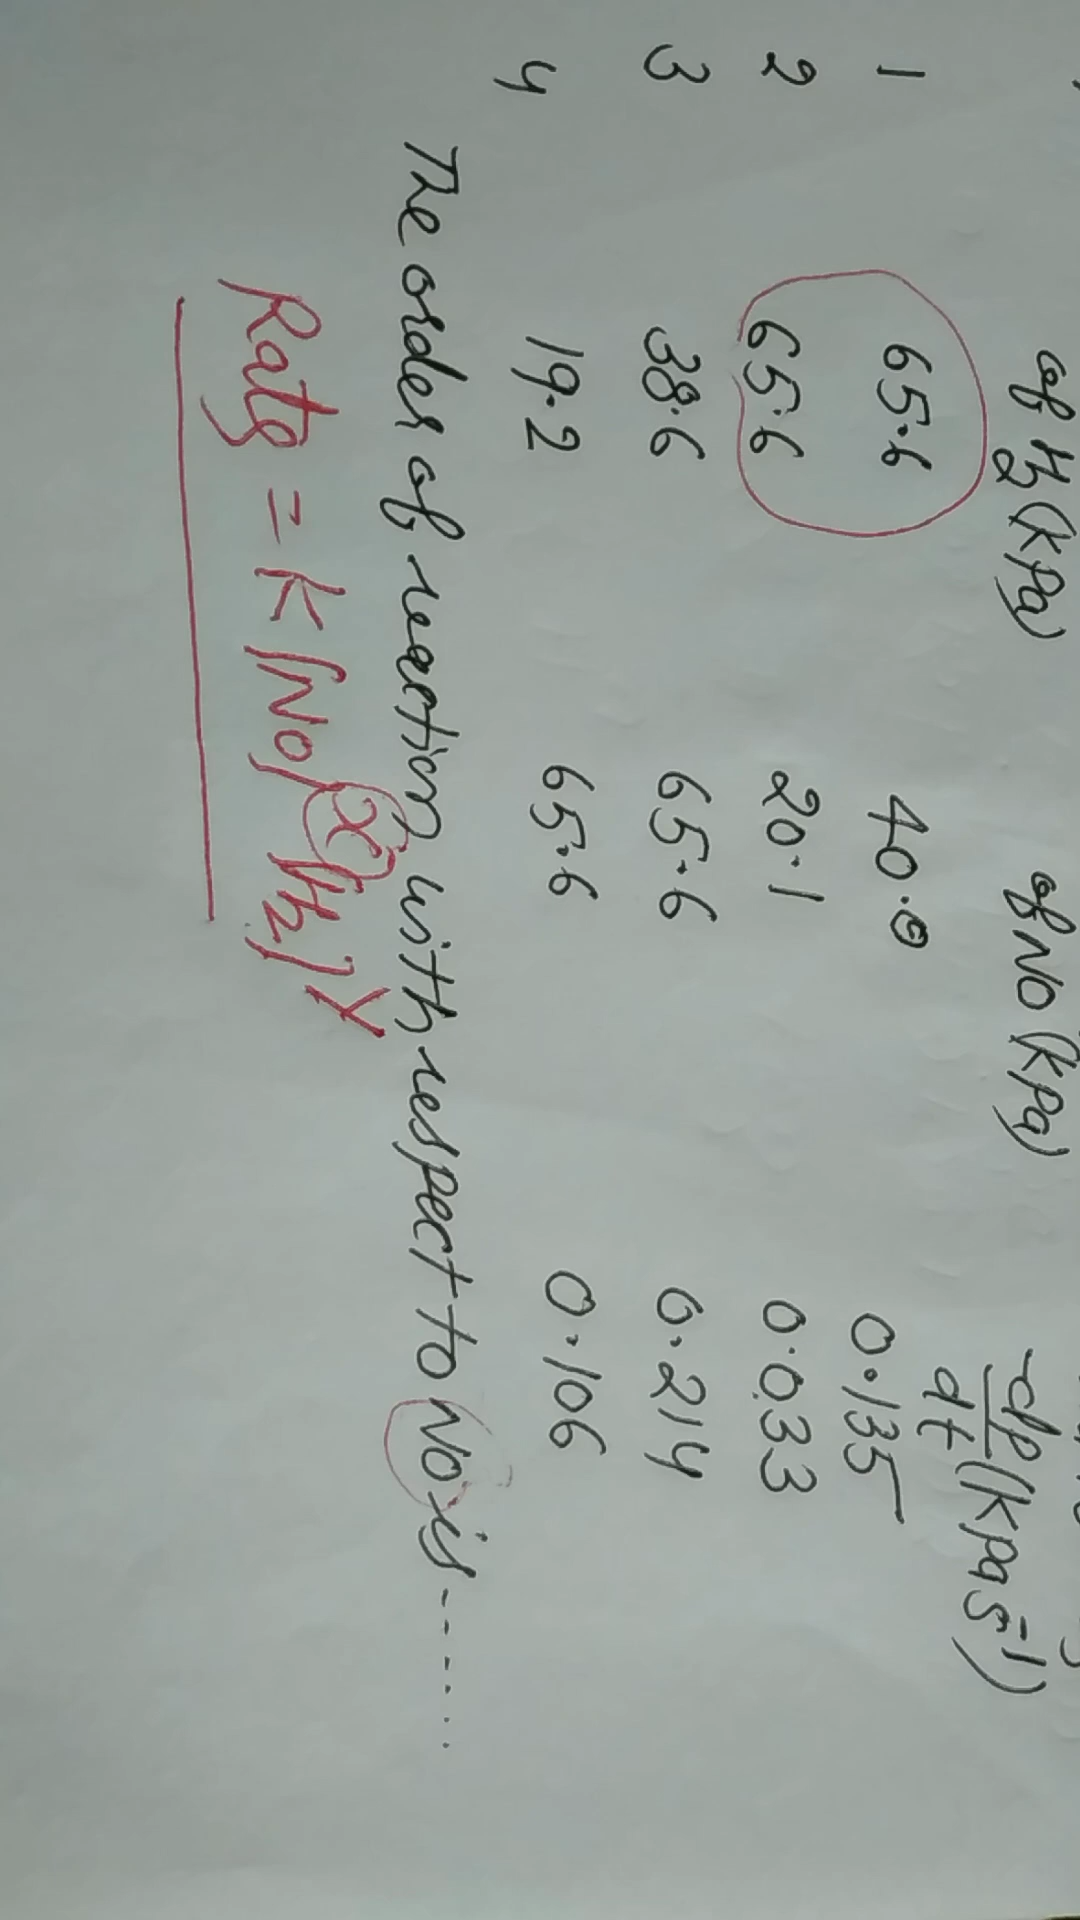 of H2 (kPa) of NO (kPa) -dp/dt (kPa s-1)
1 65.6 40.0 0.135
2 65.6 20.1 0.033
3 38.6 65.6 0.214
4 19.2 65.6 0.106
The order of reaction with respect to NO is ------..
Rate = K [NO]x [H2]y